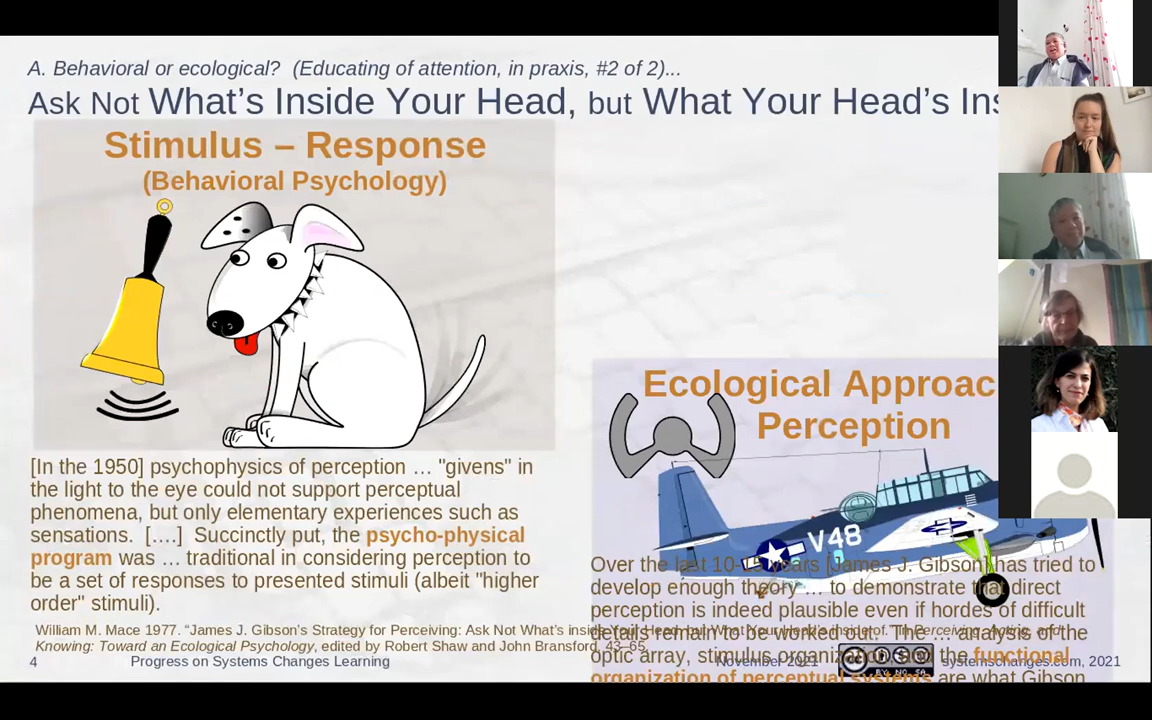 A. Behavioral or ecological?  (Educating of attention, in praxis, #2 of 2)...
Ask Not What's Inside Your Head, but What Your Head's Ins
Stimulus – Response
(Behavioral Psychology)
[In the 1950] psychophysics of perception … "givens" in
the light to the eye could not support perceptual
phenomena, but only elementary experiences such as
sensations.  [….]  Succinctly put, the psycho-physical
program was … traditional in considering perception to
be a set of responses to presented stimuli (albeit "higher
order" stimuli).
Ecological Approac
Perception
V48
Over the last 10-15 years [James J. Gibson] has tried to
develop enough theory … to demonstrate that direct
perception is indeed plausible even if hordes of difficult
details remain to be worked out.  The … analysis of the
optic array, stimulus organization, and the functional
organization of perceptual systems are what Gibson
William M. Mace 1977. "James J. Gibson's Strategy for Perceiving: Ask Not What's inside Your Head, but What Your Head's inside of." In Perceiving, Acting, and
Knowing: Toward an Ecological Psychology, edited by Robert Shaw and John Bransford, 43–65.
4
Progress on Systems Changes Learning
November 2021
BY NC SA
systemschanges.com, 2021